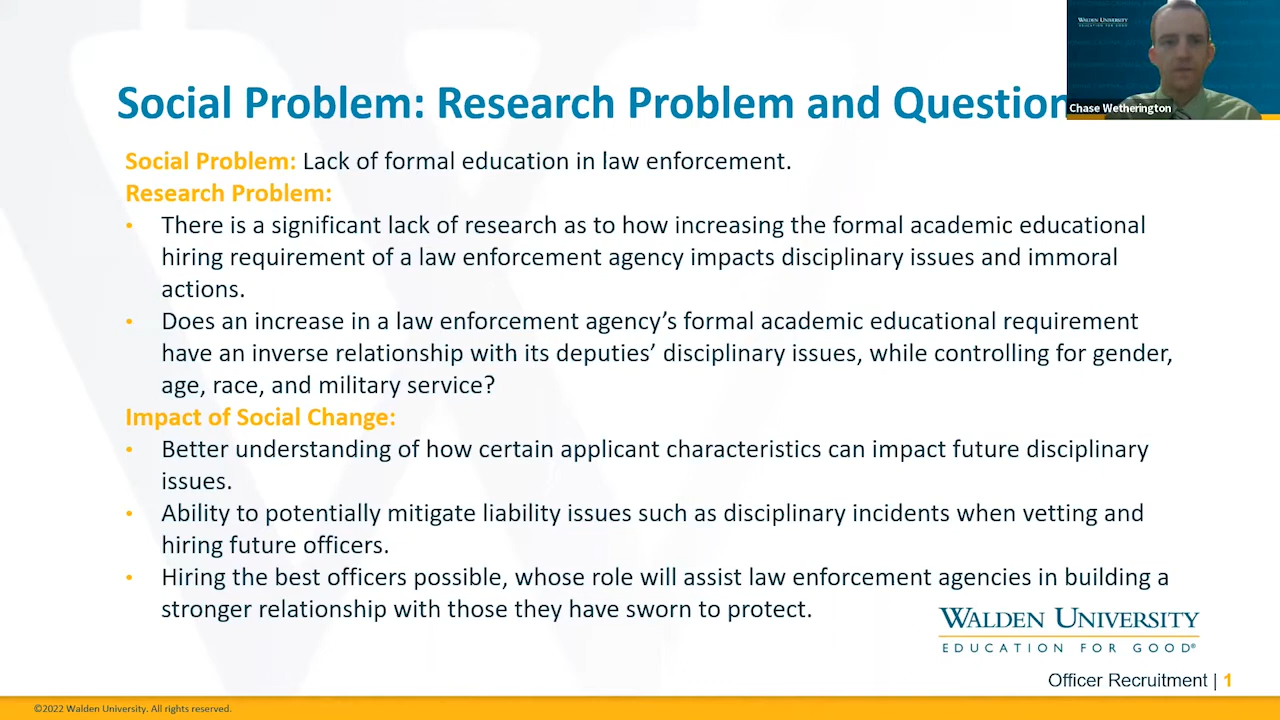 WALDEN UNIVERSITY
EDUCATION FOR GOOD
Chase Wetherington
Social Problem: Research Problem and Question
Social Problem: Lack of formal education in law enforcement.
Research Problem:
• There is a significant lack of research as to how increasing the formal academic educational
hiring requirement of a law enforcement agency impacts disciplinary issues and immoral
actions.
• Does an increase in a law enforcement agency’s formal academic educational requirement
have an inverse relationship with its deputies’ disciplinary issues, while controlling for gender,
age, race, and military service?
Impact of Social Change:
• Better understanding of how certain applicant characteristics can impact future disciplinary
issues.
• Ability to potentially mitigate liability issues such as disciplinary incidents when vetting and
hiring future officers.
• Hiring the best officers possible, whose role will assist law enforcement agencies in building a
stronger relationship with those they have sworn to protect.
WALDEN UNIVERSITY
EDUCATION FOR GOOD®
Officer Recruitment | 1
©2022 Walden University. All rights reserved.